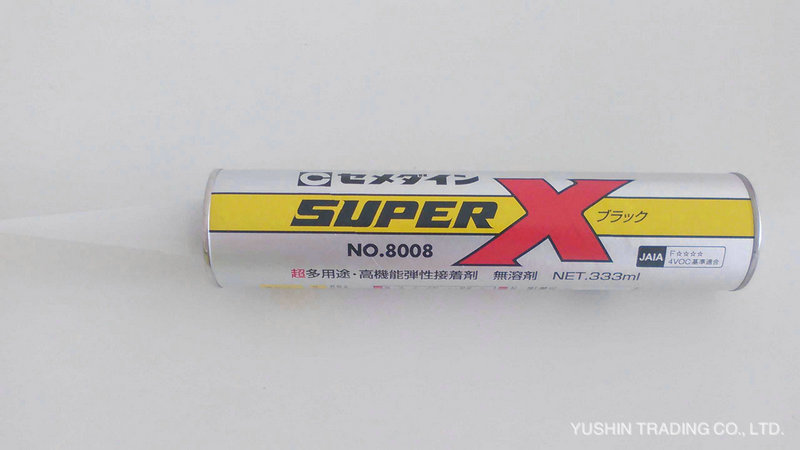 C セメダイン
SUPER X ブラック
NO.8008
JAIA F☆☆☆☆
4VOC基準適合
超多用途・高機能弾性接着剤 無溶剤 NET.333ml
YUSHIN TRADING CO., LTD.